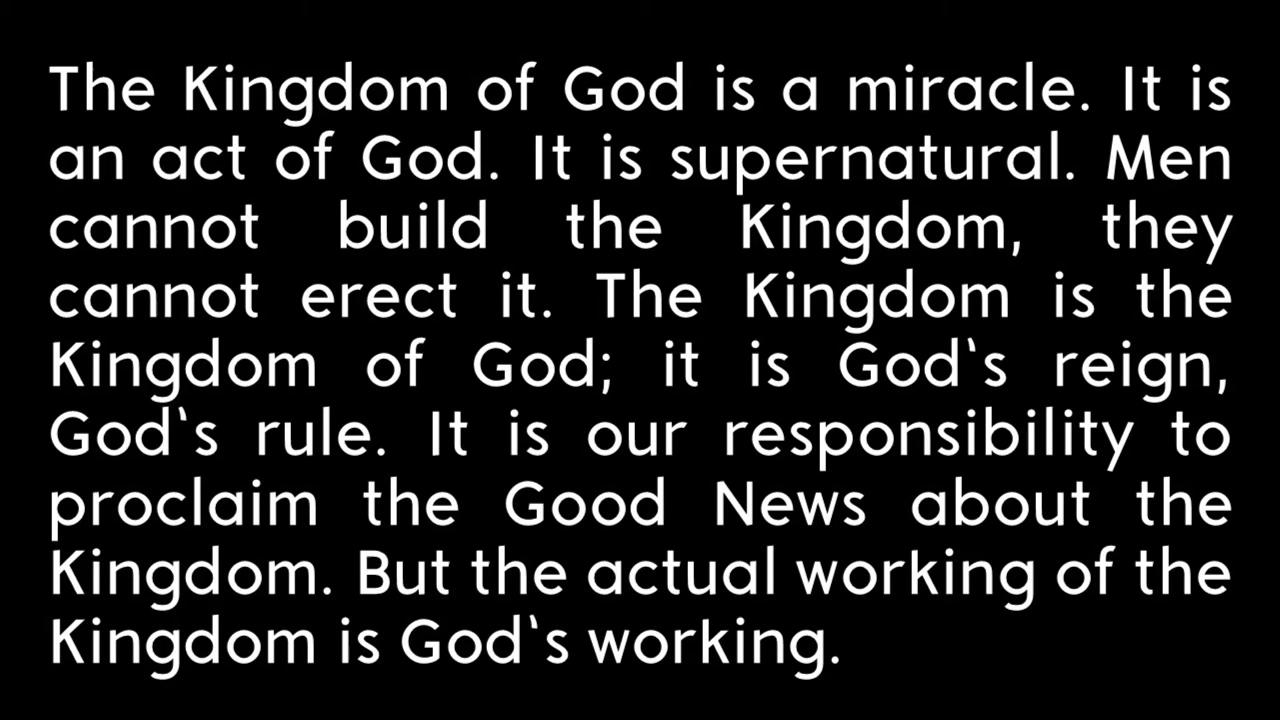 The Kingdom of God is a miracle. It is
an act of God. It is supernatural. Men
cannot build the Kingdom, they
cannot erect it. The Kingdom is the
Kingdom of God; it is God‘s reign,
God‘s rule. It is our responsibility to
proclaim the Good News about the
Kingdom. But the actual working of the
Kingdom is God‘s working.